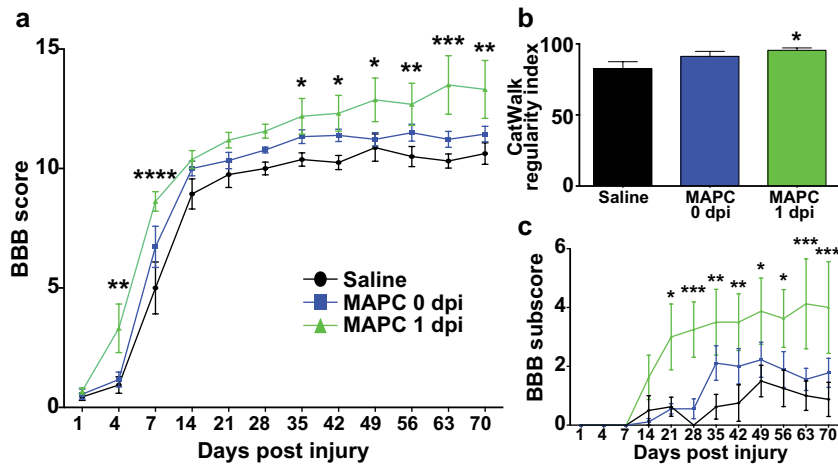 a
15
10
5
0
BBB score
**
****
*
*
*
**
***
**
Saline
MAPC 0 dpi
MAPC 1 dpi
1 4 7 14 21 28 35 42 49 56 63 70
Days post injury
b
100
50
0
CatWalk
regularity index
*
Saline
MAPC
0 dpi
MAPC
1 dpi
c
6
4
2
0
BBB subscore
*
***
**
**
*
*
***
***
1 4 7 14 21 28 35 42 49 56 63 70
Days post injury